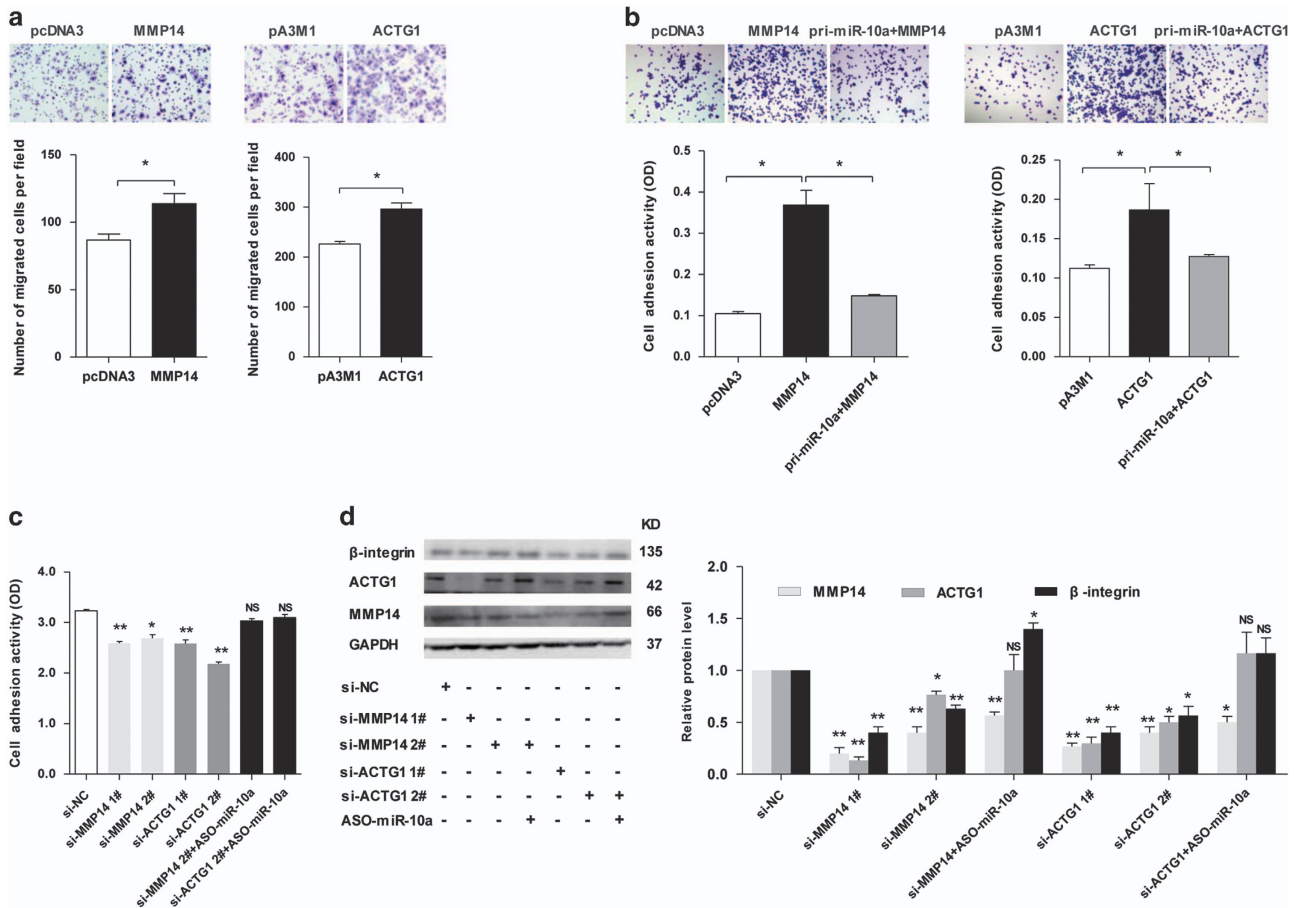 a
pcDNA3 MMP14 pA3M1 ACTG1
Number of migrated cells per field
150
100
50
0
*
pcDNA3 MMP14
Number of migrated cells per field
400
300
200
100
0
*
pA3M1 ACTG1
b
pcDNA3 MMP14 pri-miR-10a+MMP14 pA3M1 ACTG1 pri-miR-10a+ACTG1
Cell adhesion activity (OD)
0.5
0.4
0.3
0.2
0.1
0.0
* *
pcDNA3
MMP14
pri-miR-10a+MMP14
Cell adhesion activity (OD)
0.25
0.20
0.15
0.10
0.05
0.00
* *
pA3M1
ACTG1
pri-miR-10a+ACTG1
c
Cell adhesion activity (OD)
4.0
3.0
2.0
1.0
0.0
** * ** ** NS NS
si-NC
si-MMP14 1#
si-MMP14 2#
si-ACTG1 1#
si-ACTG1 2#
si-MMP14 2#+ASO-miR-10a
si-ACTG1 2#+ASO-miR-10a
d
KD
β-integrin 135
ACTG1 42
MMP14 66
GAPDH 37
si-NC + - - - - - -
si-MMP14 1# - + - - - - -
si-MMP14 2# - - + + - - -
si-ACTG1 1# - - - - + - -
si-ACTG1 2# - - - - - + +
ASO-miR-10a - - - + - - +
Relative protein level
2.0
1.5
1.0
0.5
0.0
MMP14 ACTG1 β-integrin
** ** **
** * **
** NS *
** ** **
** * *
* NS NS
si-NC
si-MMP14 1#
si-MMP14 2#
si-MMP14+ASO-miR-10a
si-ACTG1 1#
si-ACTG1 2#
si-ACTG1+ASO-miR-10a